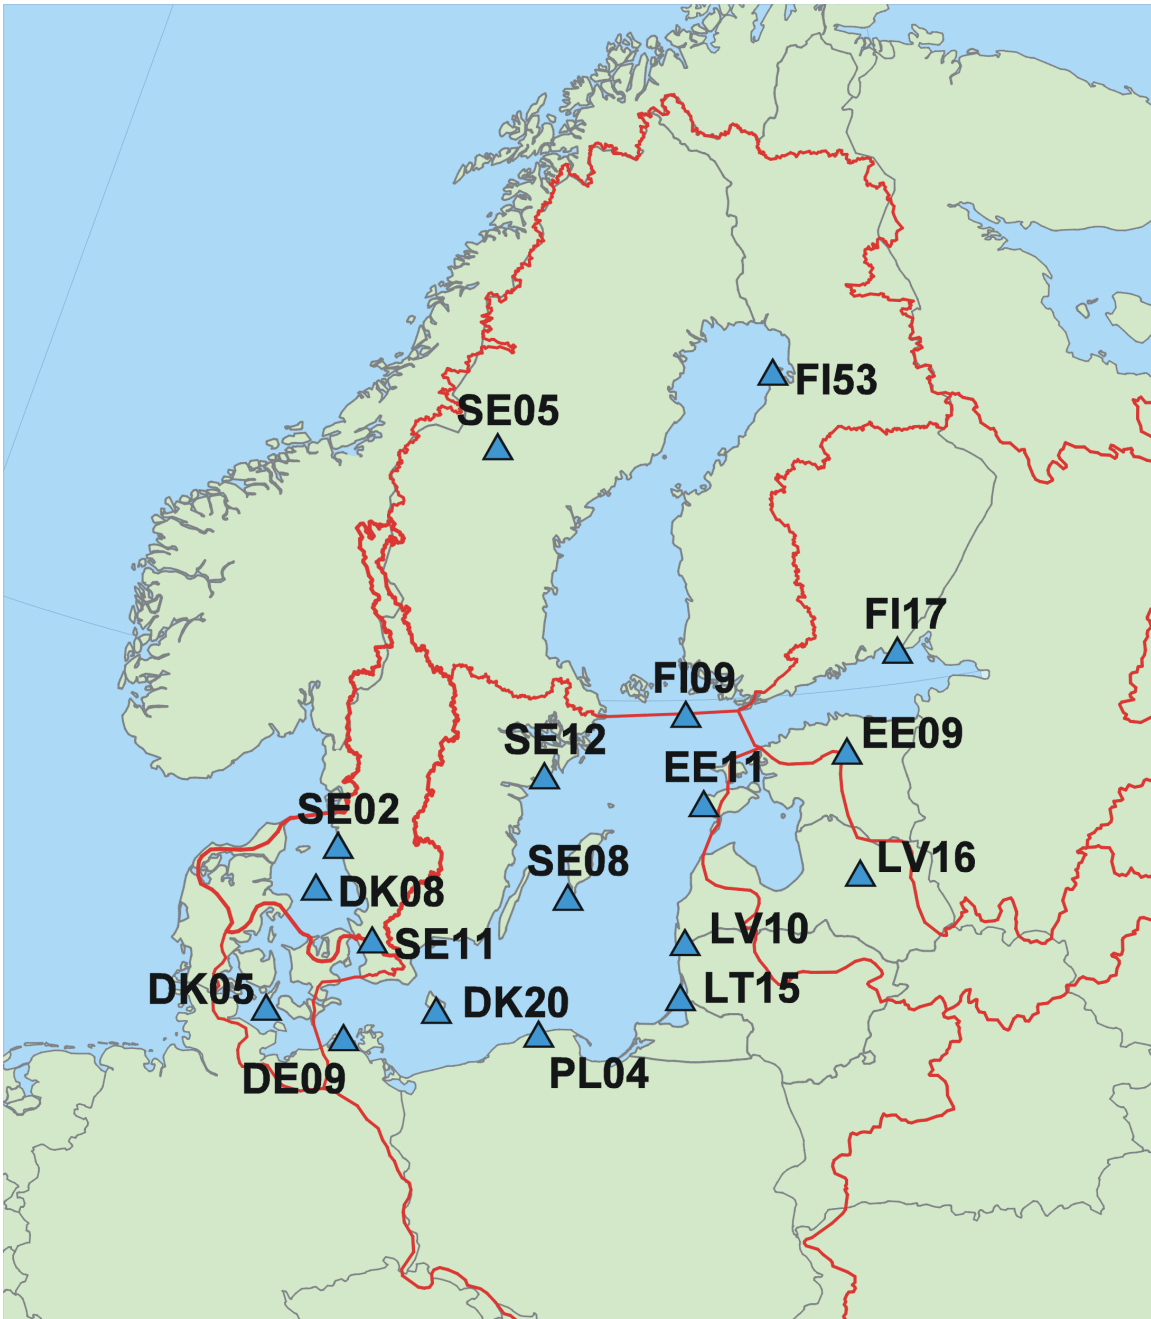 FI53
SE05
FI17
FI09
EE09
SE12
EE11
SE02
SE08
LV16
DK08
LV10
SE11
DK05
LT15
DK20
PL04
DE09